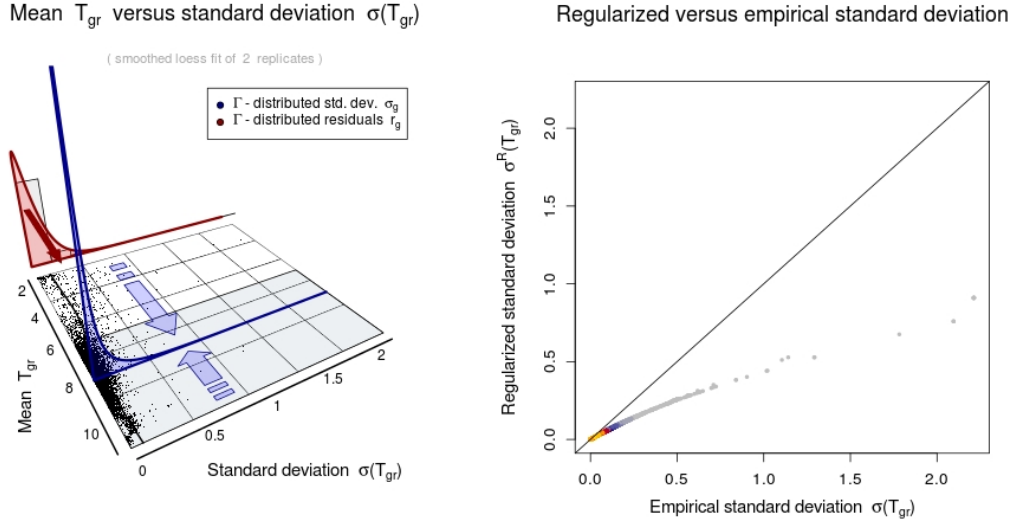 Mean T_gr versus standard deviation σ(T_gr)
( smoothed loess fit of 2 replicates )
Γ - distributed std. dev. σ_g
Γ - distributed residuals r_g
2
4
6
8
10
Mean T_gr
0
0.5
1
1.5
2
Standard deviation σ(T_gr)
Regularized versus empirical standard deviation
Regularized standard deviation σ^R(T_gr)
2.0
1.5
1.0
0.5
0.0
0.0 0.5 1.0 1.5 2.0
Empirical standard deviation σ(T_gr)